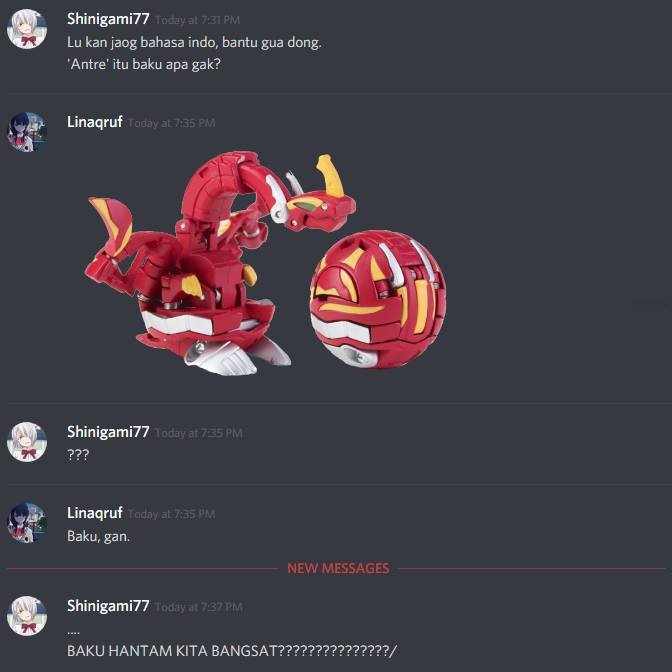 Shinigami77 Today at 7:31 PM
Lu kan jaog bahasa indo, bantu gua dong.
'Antre' itu baku apa gak?
Linaqruf Today at 7:35 PM
Shinigami77 Today at 7:35 PM
???
Linaqruf Today at 7:35 PM
Baku, gan.
NEW MESSAGES
Shinigami77 Today at 7:37 PM
....
BAKU HANTAM KITA BANGSAT???????????????/